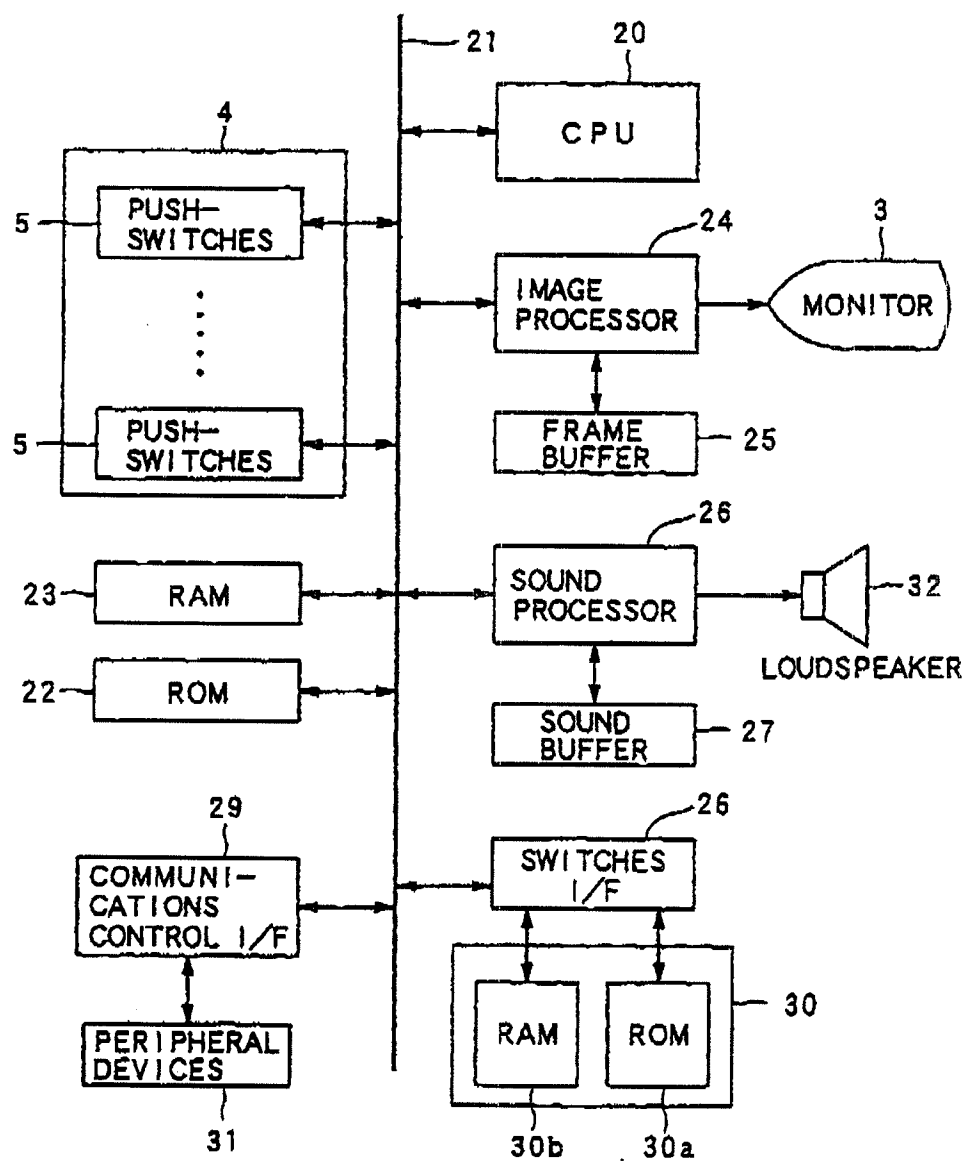 21
20
CPU
4
5
PUSH-
SWITCHES
24
3
IMAGE
PROCESSOR
MONITOR
5
PUSH-
SWITCHES
FRAME
BUFFER
25
26
23
RAM
SOUND
PROCESSOR
32
LOUDSPEAKER
22
ROM
SOUND
BUFFER
27
29
26
COMMUNI-
CATIONS
CONTROL I/F
SWITCHES
I/F
30
RAM
ROM
PERIPHERAL
DEVICES
31
30b
30a